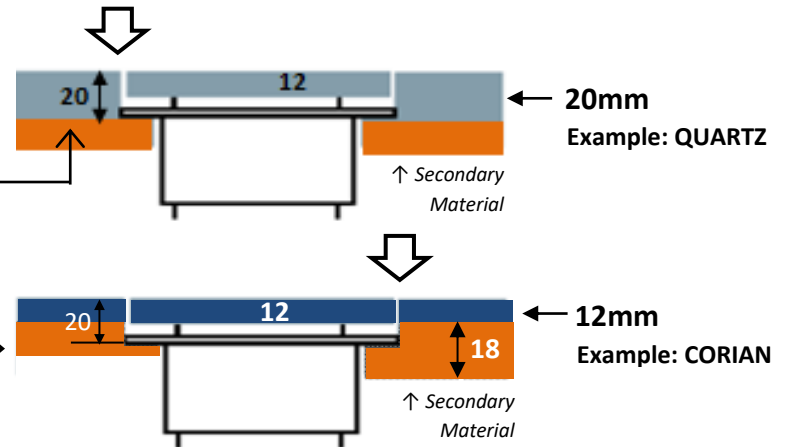 12
20
20mm
Example: QUARTZ
↑ Secondary
Material
12
20
12mm
18
Example: CORIAN
↑ Secondary
Material